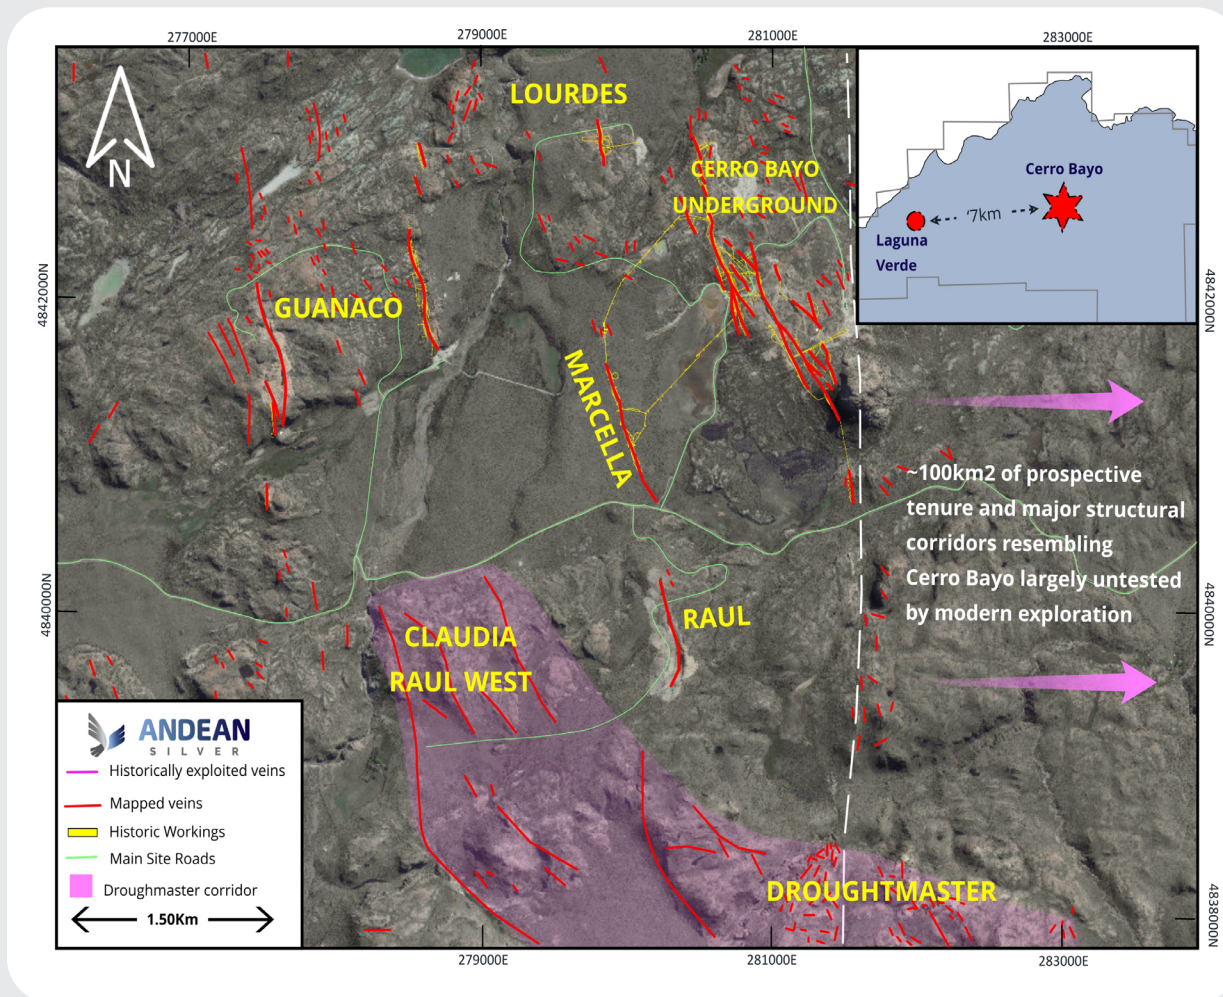 277000E
279000E
281000E
283000E
LOURDES
N
CERRO BAYO
UNDERGROUND
Cerro Bayo
~7km
Laguna
Verde
4842000N
4842000N
GUANACO
MARCELLA
~100km2 of prospective
tenure and major structural
corridors resembling
Cerro Bayo largely untested
by modern exploration
4840000N
4840000N
RAUL
CLAUDIA
RAUL WEST
ANDEAN
SILVER
Historically exploited veins
Mapped veins
Historic Workings
Main Site Roads
Droughmaster corridor
1.50Km
DROUGHTMASTER
4838000N
279000E
281000E
283000E